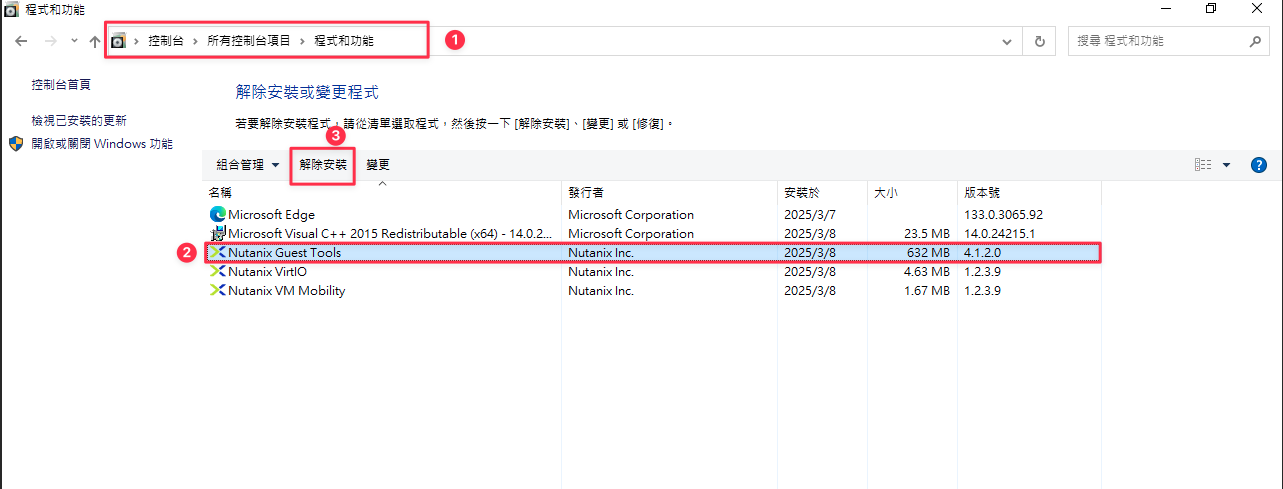 程式和功能
控制台 › 所有控制台項目 › 程式和功能
1
搜尋 程式和功能
控制台首頁
檢視已安裝的更新
開啟或關閉 Windows 功能
解除安裝或變更程式
若要解除安裝程式，請從清單選取程式，然後按一下 [解除安裝]、[變更] 或 [修復]。
3
組合管理 解除安裝 變更
名稱 發行者 安裝於 大小 版本號
Microsoft Edge Microsoft Corporation 2025/3/7 133.0.3065.92
Microsoft Visual C++ 2015 Redistributable (x64) - 14.0.2... Microsoft Corporation 2025/3/8 23.5 MB 14.0.24215.1
2 Nutanix Guest Tools Nutanix Inc. 2025/3/8 632 MB 4.1.2.0
Nutanix VirtIO Nutanix Inc. 2025/3/8 4.63 MB 1.2.3.9
Nutanix VM Mobility Nutanix Inc. 2025/3/8 1.67 MB 1.2.3.9